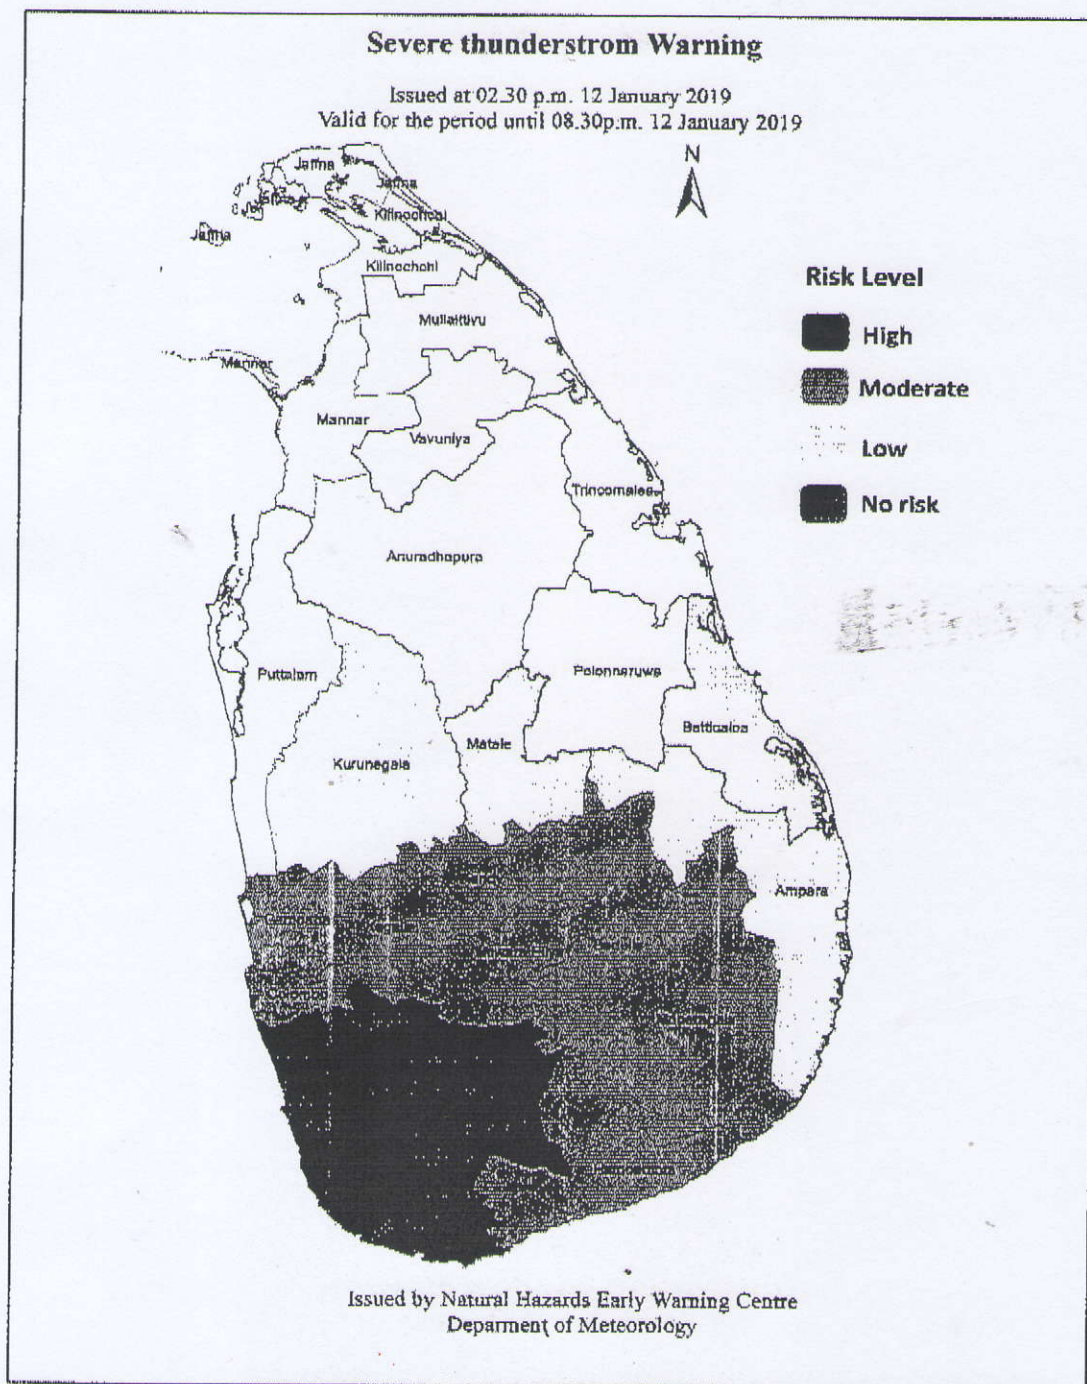 Severe thunderstrom Warning
Issued at 02.30 p.m. 12 January 2019
Valid for the period until 08.30p.m. 12 January 2019
N
Jaffna
Jaffna
Jaffna
Kilinochchi
Jaffna
Kilinochchi
Mullaittivu
Mannar
Mannar
Vavuniya
Trincomalee
Anuradhapura
Puttalam
Polonnaruwa
Batticaloa
Matale
Kurunegala
Ampara
Risk Level
High
Moderate
Low
No risk
Issued by Natural Hazards Early Warning Centre
Deparment of Meteorology